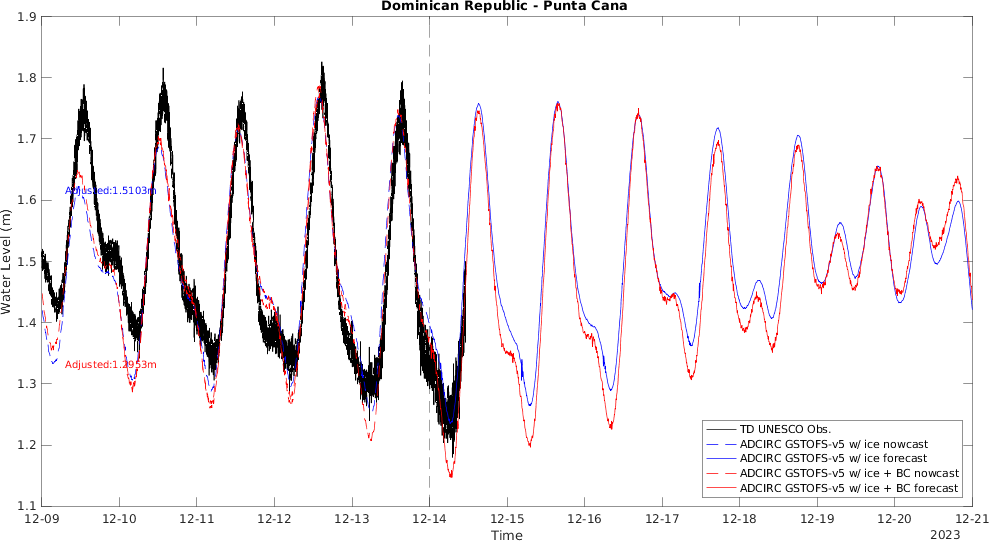 Dominican Republic - Punta Cana
Water Level (m)
1.9
1.8
1.7
1.6
1.5
1.4
1.3
1.2
1.1
Adjusted:1.5103m
Adjusted:1.2953m
TD UNESCO Obs.
ADCIRC GSTOFS-v5 w/ ice nowcast
ADCIRC GSTOFS-v5 w/ ice forecast
ADCIRC GSTOFS-v5 w/ ice + BC nowcast
ADCIRC GSTOFS-v5 w/ ice + BC forecast
12-09 12-10 12-11 12-12 12-13 12-14 12-15 12-16 12-17 12-18 12-19 12-20 12-21
Time
2023